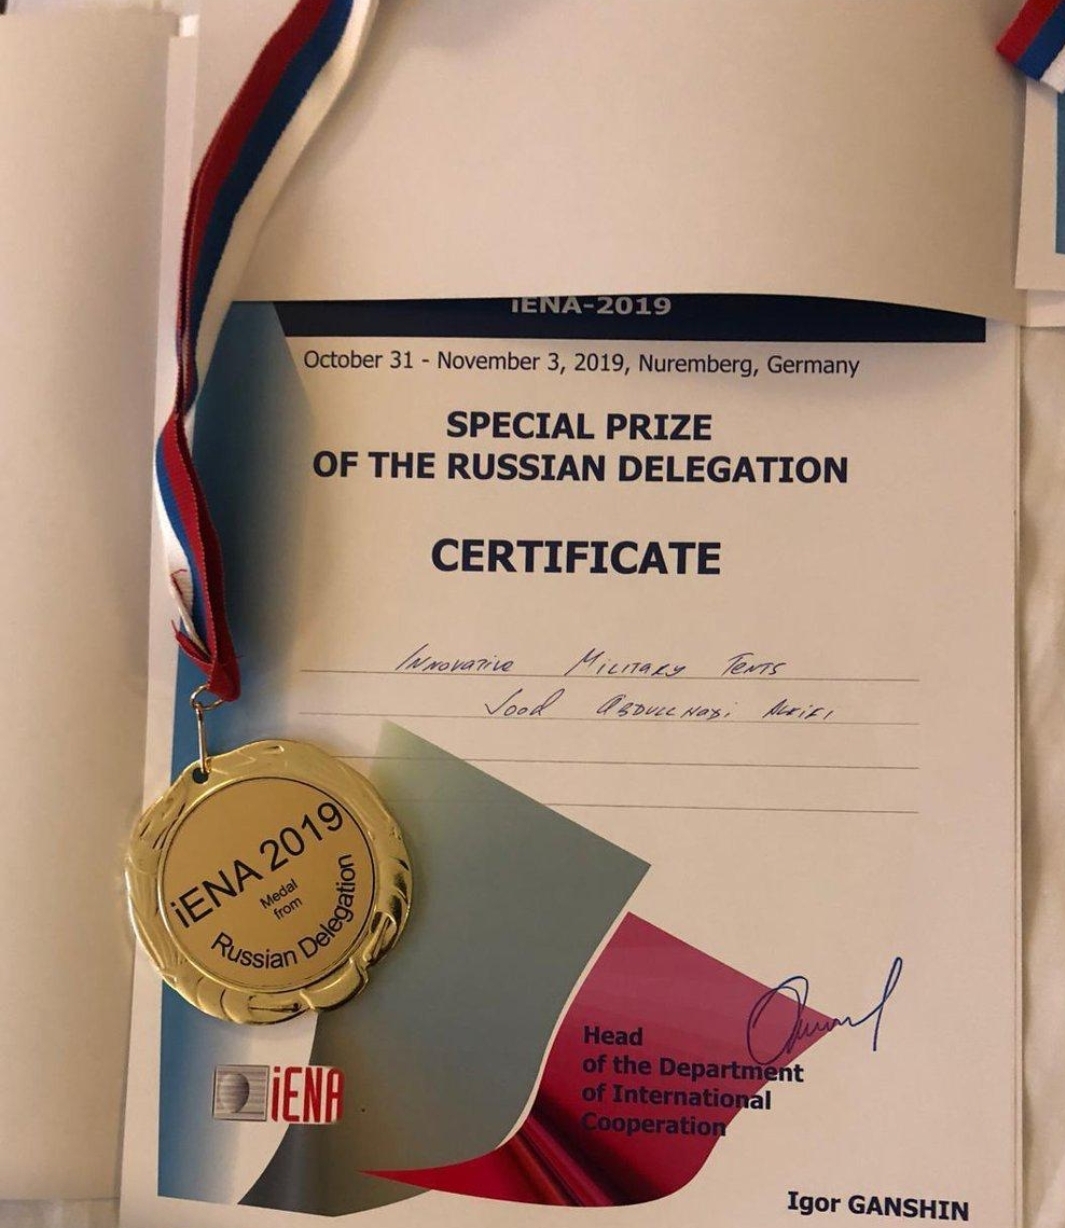 iENA-2019
October 31 - November 3, 2019, Nuremberg, Germany
SPECIAL PRIZE
OF THE RUSSIAN DELEGATION
CERTIFICATE
Innovative Military Tents
Jood
iENA 2019
Medal
from
Russian Delegation
iENA
Head
of the Department
of International
Cooperation
Igor GANSHIN